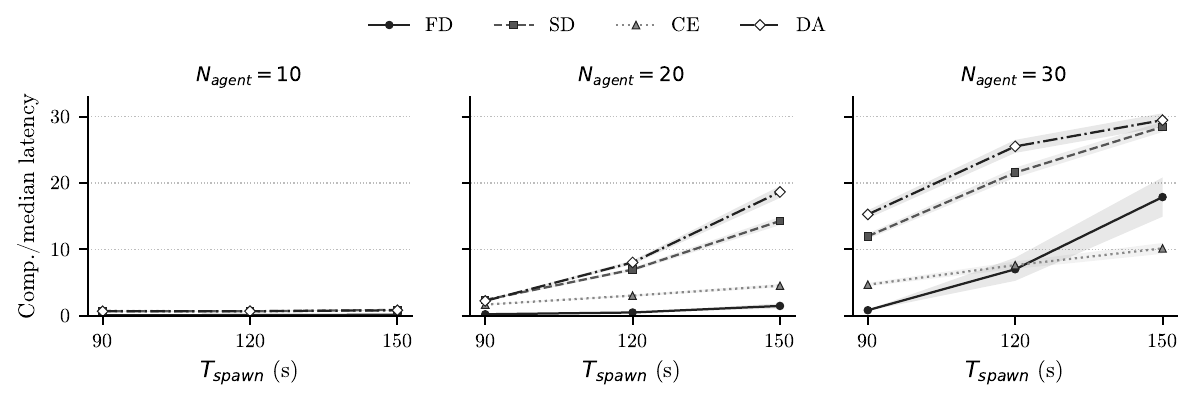 FD SD CE DA
N_agent = 10 N_agent = 20 N_agent = 30
Comp./median latency
30
20
10
0
90 120 150 90 120 150 90 120 150
T_spawn (s) T_spawn (s) T_spawn (s)